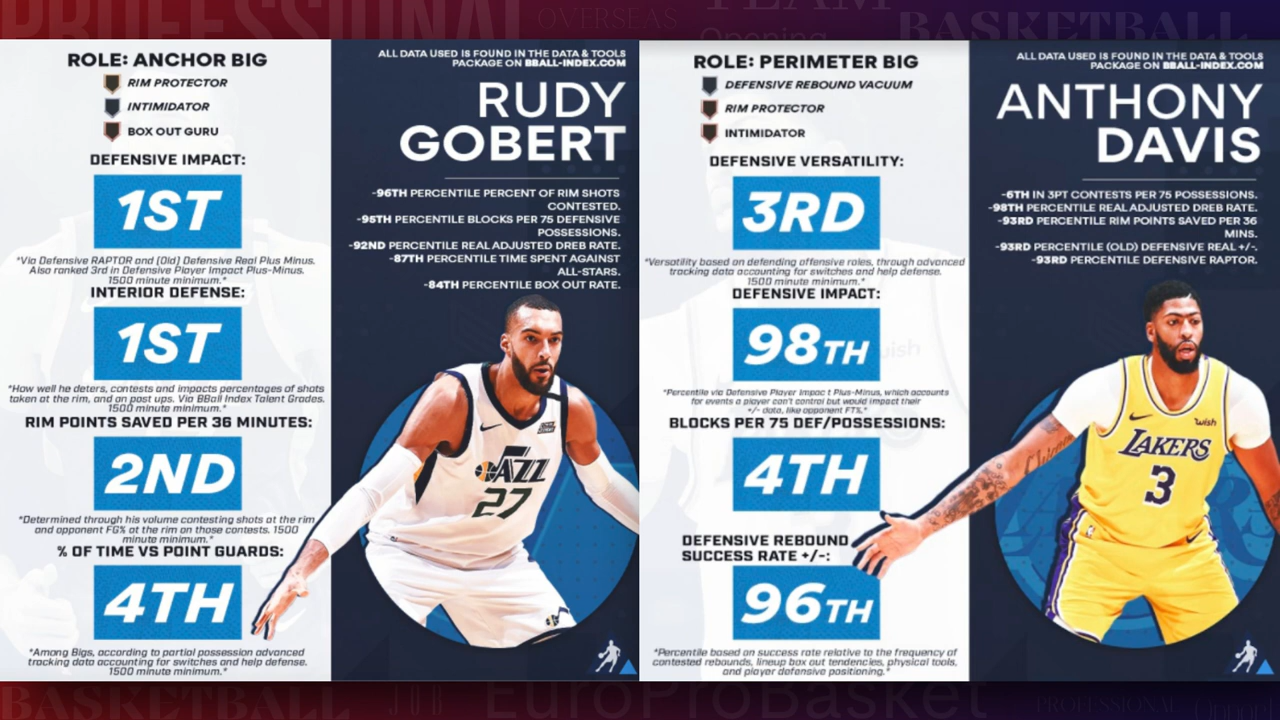 PROFESSIONAL
OVERSEAS
TEAM
Opening
BASKETBALL
ROLE: ANCHOR BIG
RIM PROTECTOR
INTIMIDATOR
BOX OUT GURU
DEFENSIVE IMPACT:
1ST
*Via Defensive RAPTOR and (Old) Defensive Real Plus Minus.
Also ranked 3rd in Defensive Player Impact Plus-Minus.
1500 minute minimum.*
INTERIOR DEFENSE:
1ST
*How well he deters, contests and impacts percentages of shots
taken at the rim, and on post ups. Via BBall Index Talent Grades.
1500 minute minimum.*
RIM POINTS SAVED PER 36 MINUTES:
2ND
*Determined through his volume contesting shots at the rim
and opponent FG% at the rim on those contests. 1500
minute minimum.*
% OF TIME VS POINT GUARDS:
4TH
*Among Bigs, according to partial possession advanced
tracking data accounting for switches and help defense.
1500 minute minimum.*
ALL DATA USED IS FOUND IN THE DATA & TOOLS
PACKAGE ON BBALL-INDEX.COM
RUDY
GOBERT
-96TH PERCENTILE PERCENT OF RIM SHOTS
CONTESTED.
-95TH PERCENTILE BLOCKS PER 75 DEFENSIVE
POSSESSIONS.
-92ND PERCENTILE REAL ADJUSTED DREB RATE.
-87TH PERCENTILE TIME SPENT AGAINST
ALL-STARS.
-84TH PERCENTILE BOX OUT RATE.
JAZZ
27
ROLE: PERIMETER BIG
DEFENSIVE REBOUND VACUUM
RIM PROTECTOR
INTIMIDATOR
DEFENSIVE VERSATILITY:
3RD
*Versatility based on defending offensive roles, through advanced
tracking data accounting for switches and help defense.
1500 minute minimum.*
DEFENSIVE IMPACT:
98TH
*Percentile via Defensive Player Impact Plus-Minus, which accounts
for events a player can't control but would impact their
+/- data, like opponent FT%.*
BLOCKS PER 75 DEF/POSSESSIONS:
4TH
DEFENSIVE REBOUND
SUCCESS RATE +/-:
96TH
*Percentile based on success rate relative to the frequency of
contested rebounds, lineup box out tendencies, physical tools,
and player defensive positioning.*
ALL DATA USED IS FOUND IN THE DATA & TOOLS
PACKAGE ON BBALL-INDEX.COM
ANTHONY
DAVIS
-6TH IN 3PT CONTESTS PER 75 POSSESSIONS.
-98TH PERCENTILE REAL ADJUSTED DREB RATE.
-93RD PERCENTILE RIM POINTS SAVED PER 36
MINS.
-93RD PERCENTILE (OLD) DEFENSIVE REAL +/-.
-93RD PERCENTILE DEFENSIVE RAPTOR.
wish
LAKERS
3
BASKETBALL
EuroProBasket
PROFESSIONAL